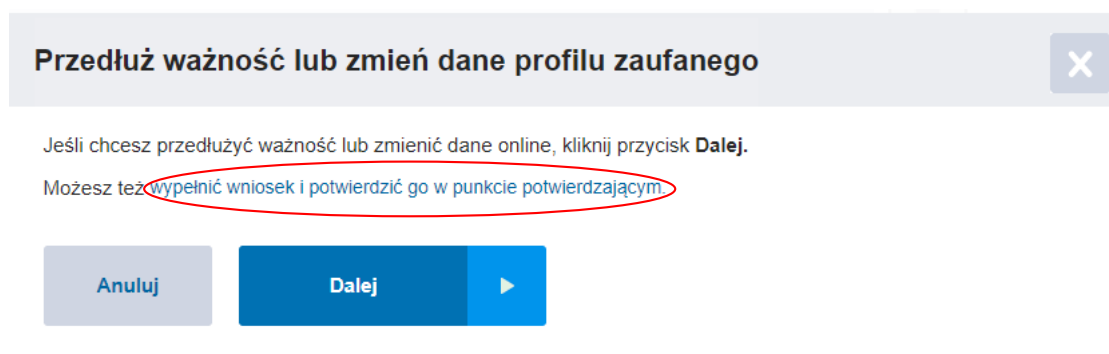 Przedłuż ważność lub zmień dane profilu zaufanego
Jeśli chcesz przedłużyć ważność lub zmienić dane online, kliknij przycisk Dalej.
Możesz też wypełnić wniosek i potwierdzić go w punkcie potwierdzającym.
Anuluj
Dalej